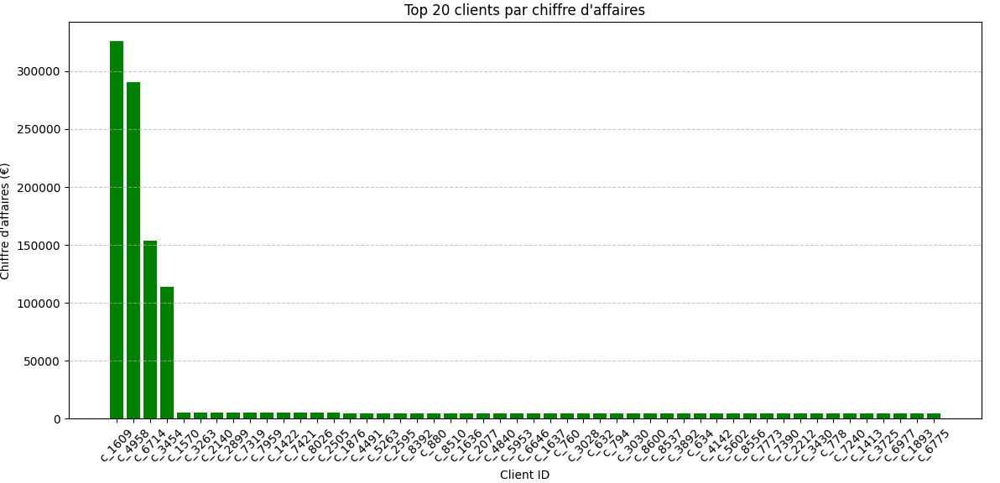 Top 20 clients par chiffre d'affaires
Chiffre d'affaires (€)
300000
250000
200000
150000
100000
50000
0
c_1609
c_4958
c_6714
c_3454
c_1570
c_3263
c_2140
c_2899
c_7319
c_7959
c_1422
c_7421
c_8026
c_2505
c_1876
c_4491
c_5263
c_2595
c_8392
c_880
c_8510
c_1636
c_2077
c_4840
c_5953
c_6646
c_1637
c_760
c_3028
c_632
c_794
c_3030
c_8600
c_8537
c_3892
c_634
c_4142
c_5602
c_8556
c_7773
c_7390
c_2212
c_3430
c_778
c_7240
c_1413
c_3725
c_6977
c_1893
c_6775
Client ID